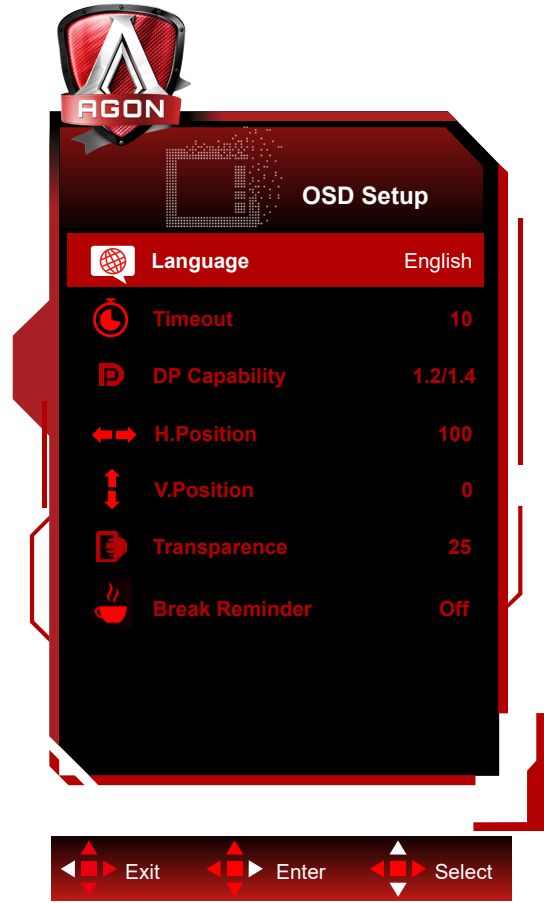 AGON
OSD Setup
Language English
Timeout 10
DP Capability 1.2/1.4
H.Position 100
V.Position 0
Transparence 25
Break Reminder Off
Exit Enter Select